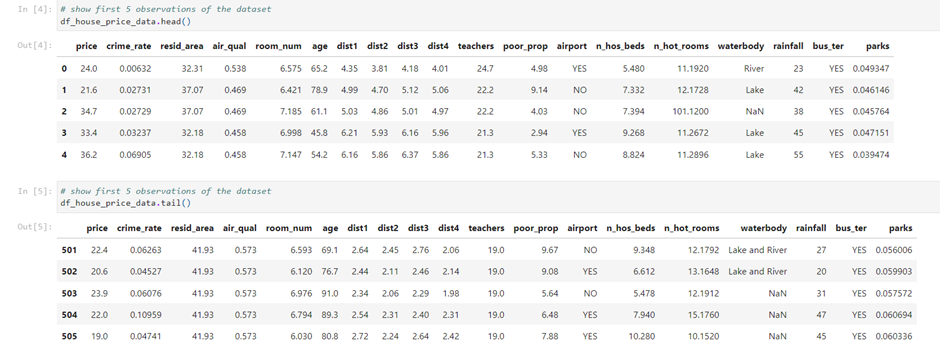 In [4]: # show first 5 observations of the dataset
df_house_price_data.head()
Out[4]: price crime_rate resid_area air_qual room_num age dist1 dist2 dist3 dist4 teachers poor_prop airport n_hos_beds n_hot_rooms waterbody rainfall bus_ter parks
0 24.0 0.00632 32.31 0.538 6.575 65.2 4.35 3.81 4.18 4.01 24.7 4.98 YES 5.480 11.1920 River 23 YES 0.049347
1 21.6 0.02731 37.07 0.469 6.421 78.9 4.99 4.70 5.12 5.06 22.2 9.14 NO 7.332 12.1728 Lake 42 YES 0.046146
2 34.7 0.02729 37.07 0.469 7.185 61.1 5.03 4.86 5.01 4.97 22.2 4.03 NO 7.394 101.1200 NaN 38 YES 0.045764
3 33.4 0.03237 32.18 0.458 6.998 45.8 6.21 5.93 6.16 5.96 21.3 2.94 YES 9.268 11.2672 Lake 45 YES 0.047151
4 36.2 0.06905 32.18 0.458 7.147 54.2 6.16 5.86 6.37 5.86 21.3 5.33 NO 8.824 11.2896 Lake 55 YES 0.039474
In [5]: # show first 5 observations of the dataset
df_house_price_data.tail()
Out[5]: price crime_rate resid_area air_qual room_num age dist1 dist2 dist3 dist4 teachers poor_prop airport n_hos_beds n_hot_rooms waterbody rainfall bus_ter parks
501 22.4 0.06263 41.93 0.573 6.593 69.1 2.64 2.45 2.76 2.06 19.0 9.67 NO 9.348 12.1792 Lake and River 27 YES 0.056006
502 20.6 0.04527 41.93 0.573 6.120 76.7 2.44 2.11 2.46 2.14 19.0 9.08 YES 6.612 13.1648 Lake and River 20 YES 0.059903
503 23.9 0.06076 41.93 0.573 6.976 91.0 2.34 2.06 2.29 1.98 19.0 5.64 NO 5.478 12.1912 NaN 31 YES 0.057572
504 22.0 0.10959 41.93 0.573 6.794 89.3 2.54 2.31 2.40 2.31 19.0 6.48 YES 7.940 15.1760 NaN 47 YES 0.060694
505 19.0 0.04741 41.93 0.573 6.030 80.8 2.72 2.24 2.64 2.42 19.0 7.88 YES 10.280 10.1520 NaN 45 YES 0.060336